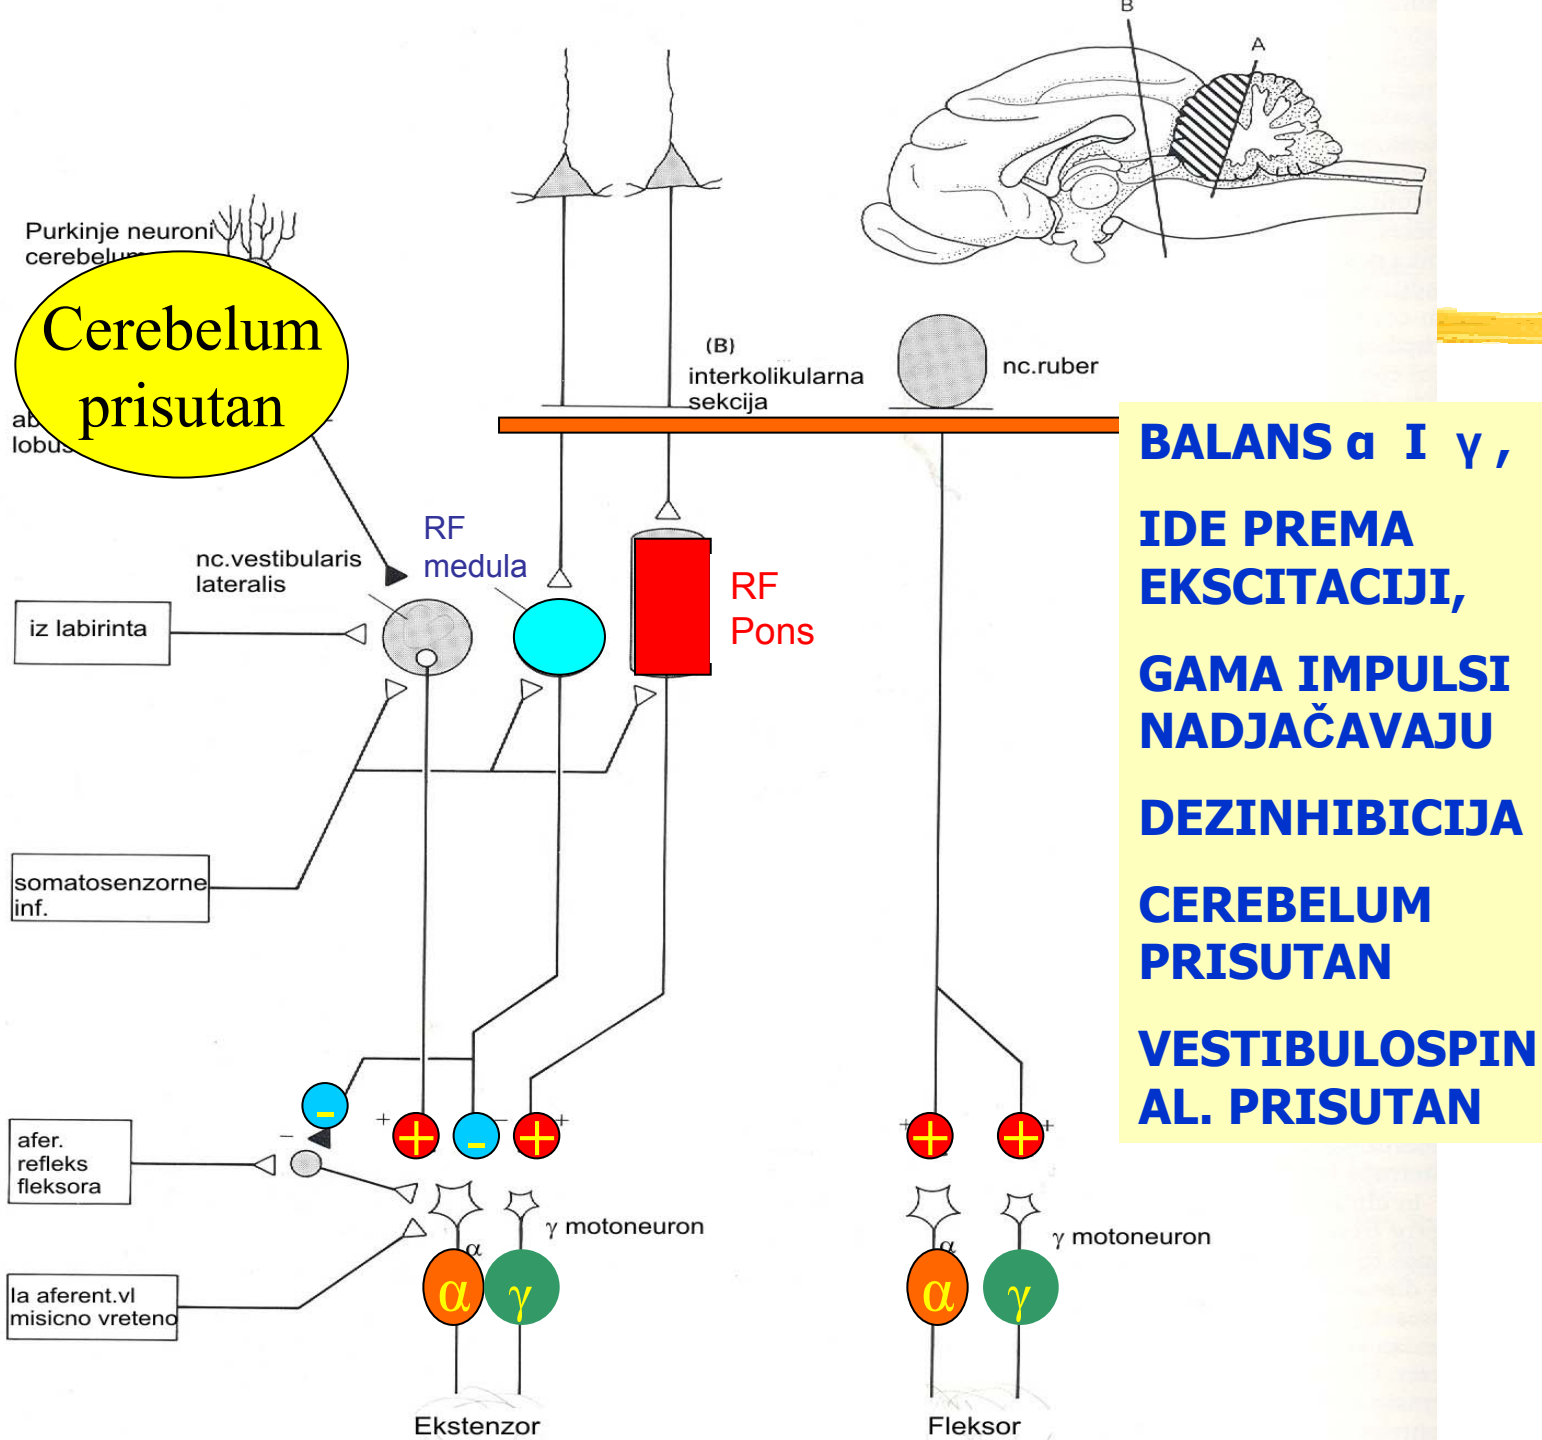 B
A
Purkinje neuroni
Cerebelum
prisutan
(B)
interkolikularna
sekcija
nc.ruber
BALANS α I γ ,
IDE PREMA
EKSCITACIJI,
GAMA IMPULSI
NADJAČAVAJU
DEZINHIBICIJA
CEREBELUM
PRISUTAN
VESTIBULOSPIN
AL. PRISUTAN
RF
medula
nc.vestibularis
lateralis
RF
Pons
iz labirinta
somatosenzorne
inf.
-
+
+
-
–
+
+
–
+
+
+
+
afer.
refleks
fleksora
γ motoneuron
γ motoneuron
α
α
α
γ
α
γ
Ia aferent.vl
misicno vreteno
Ekstenzor
Fleksor